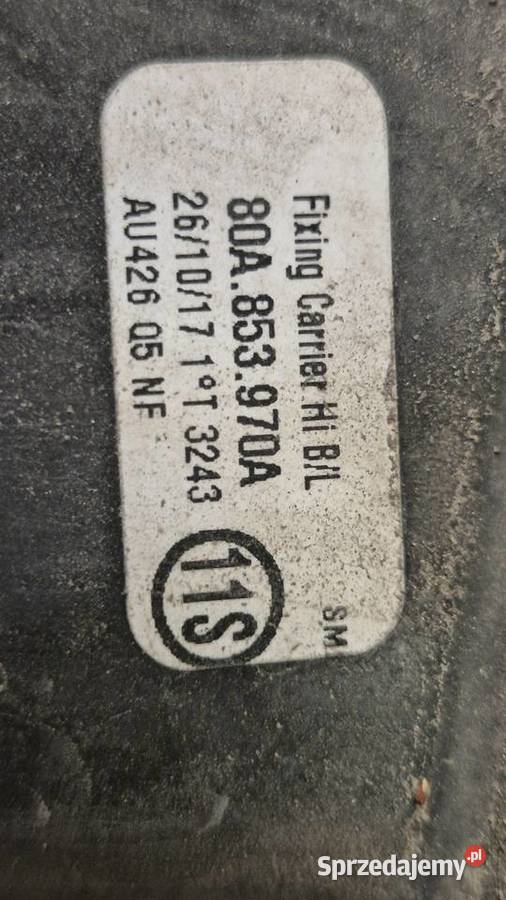 Fixing Carrier Hi B/L
SM
80A.853.970A
26/10/17 1°T 3243
AU426 Q5 NF
11S
Sprzedajemy.pl